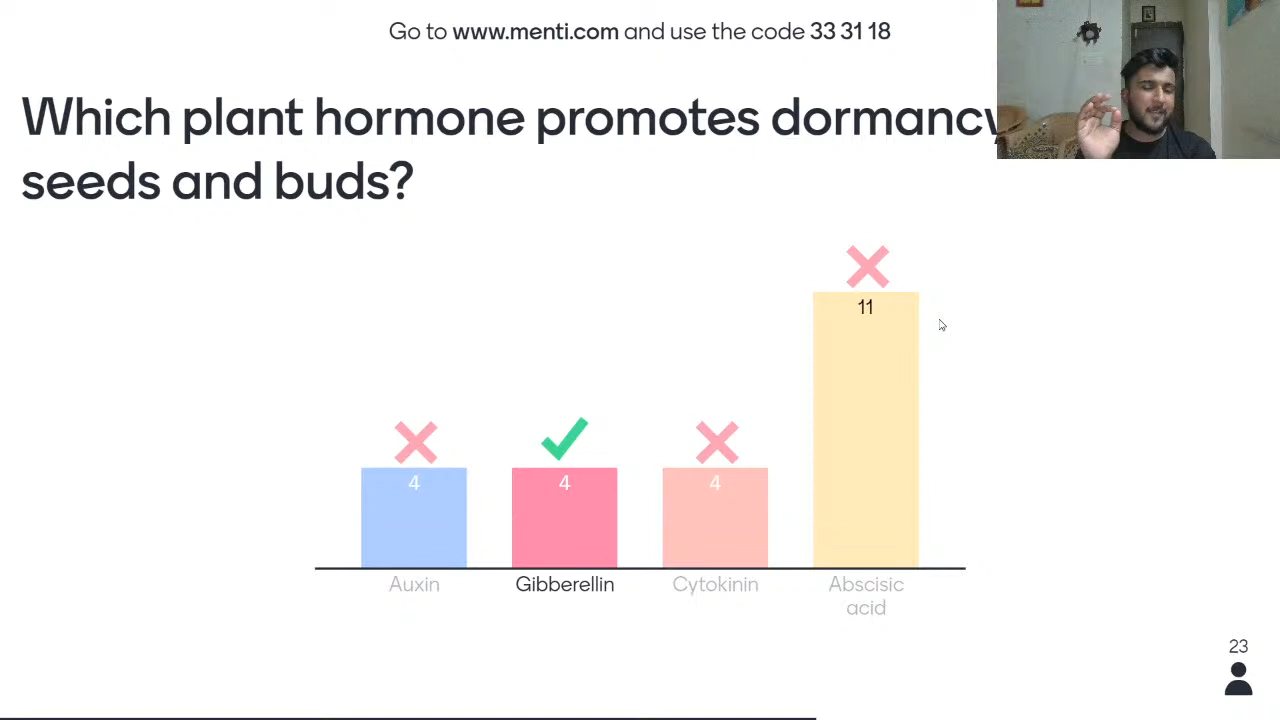 Go to www.menti.com and use the code 33 31 18
Which plant hormone promotes dormancy
seeds and buds?
11
4
4
4
Auxin
Gibberellin
Cytokinin
Abscisic
acid
23